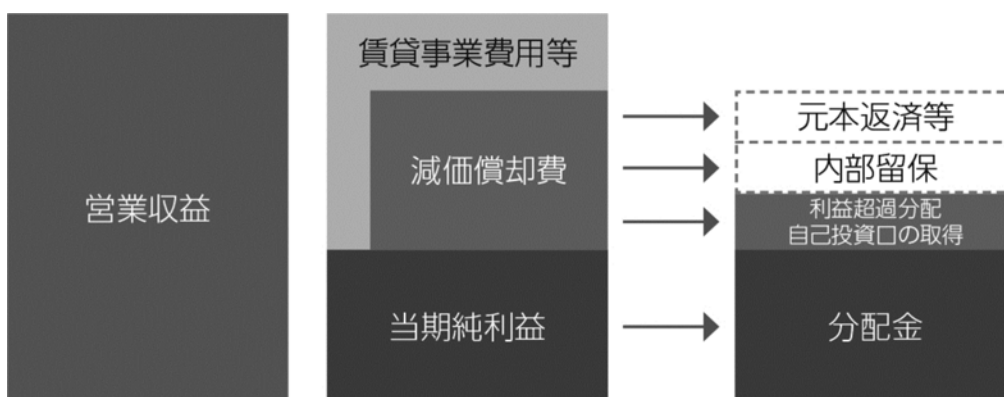 営業収益
賃貸事業費用等
減価償却費
当期純利益
元本返済等
内部留保
利益超過分配
自己投資口の取得
分配金